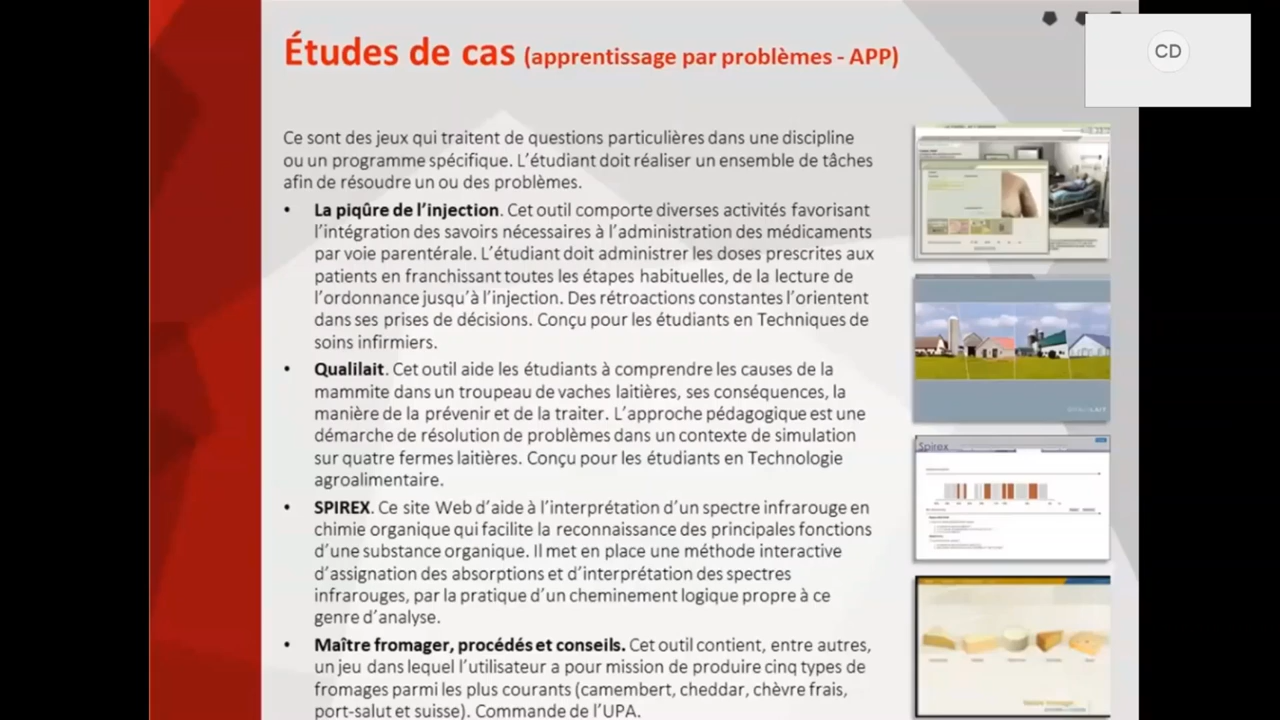 Études de cas (apprentissage par problèmes - APP)
CD
Ce sont des jeux qui traitent de questions particulières dans une discipline
ou un programme spécifique. L’étudiant doit réaliser un ensemble de tâches
afin de résoudre un ou des problèmes.
• La piqûre de l’injection. Cet outil comporte diverses activités favorisant
l’intégration des savoirs nécessaires à l’administration des médicaments
par voie parentérale. L’étudiant doit administrer les doses prescrites aux
patients en franchissant toutes les étapes habituelles, de la lecture de
l’ordonnance jusqu’à l’injection. Des rétroactions constantes l’orientent
dans ses prises de décisions. Conçu pour les étudiants en Techniques de
soins infirmiers.
• Qualilait. Cet outil aide les étudiants à comprendre les causes de la
mammite dans un troupeau de vaches laitières, ses conséquences, la
manière de la prévenir et de la traiter. L’approche pédagogique est une
démarche de résolution de problèmes dans un contexte de simulation
sur quatre fermes laitières. Conçu pour les étudiants en Technologie
agroalimentaire.
• SPIREX. Ce site Web d’aide à l’interprétation d’un spectre infrarouge en
chimie organique qui facilite la reconnaissance des principales fonctions
d’une substance organique. Il met en place une méthode interactive
d’assignation des absorptions et d’interprétation des spectres
infrarouges, par la pratique d’un cheminement logique propre à ce
genre d’analyse.
• Maître fromager, procédés et conseils. Cet outil contient, entre autres,
un jeu dans lequel l’utilisateur a pour mission de produire cinq types de
fromages parmi les plus courants (camembert, cheddar, chèvre frais,
port-salut et suisse). Commande de l’UPA.
Spirex